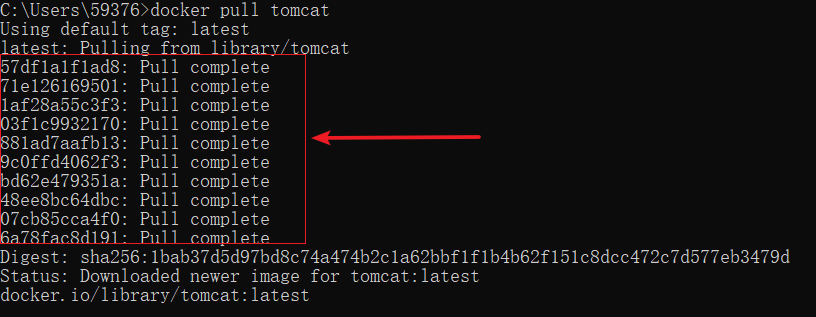 C:\Users\59376>docker pull tomcat
Using default tag: latest
latest: Pulling from library/tomcat
57df1a1f1ad8: Pull complete
71e126169501: Pull complete
1af28a55c3f3: Pull complete
03f1c9932170: Pull complete
881ad7aafb13: Pull complete
9c0ffd4062f3: Pull complete
bd62e479351a: Pull complete
48ee8bc64dbc: Pull complete
07cb85cca4f0: Pull complete
6a78fac8d191: Pull complete
Digest: sha256:1bab37d5d97bd8c74a474b2c1a62bbf1f1b4b62f151c8dcc472c7d577eb3479d
Status: Downloaded newer image for tomcat:latest
docker.io/library/tomcat:latest